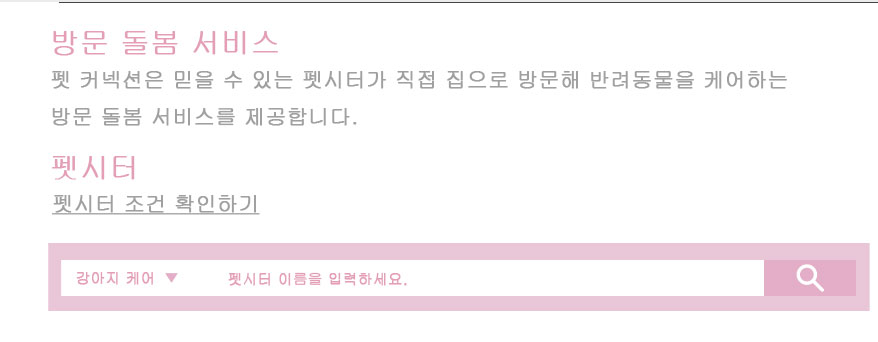 방문 돌봄 서비스
펫 커넥션은 믿을 수 있는 펫시터가 직접 집으로 방문해 반려동물을 케어하는
방문 돌봄 서비스를 제공합니다.
펫시터
펫시터 조건 확인하기
강아지 케어 ▼ 펫시터 이름을 입력하세요.